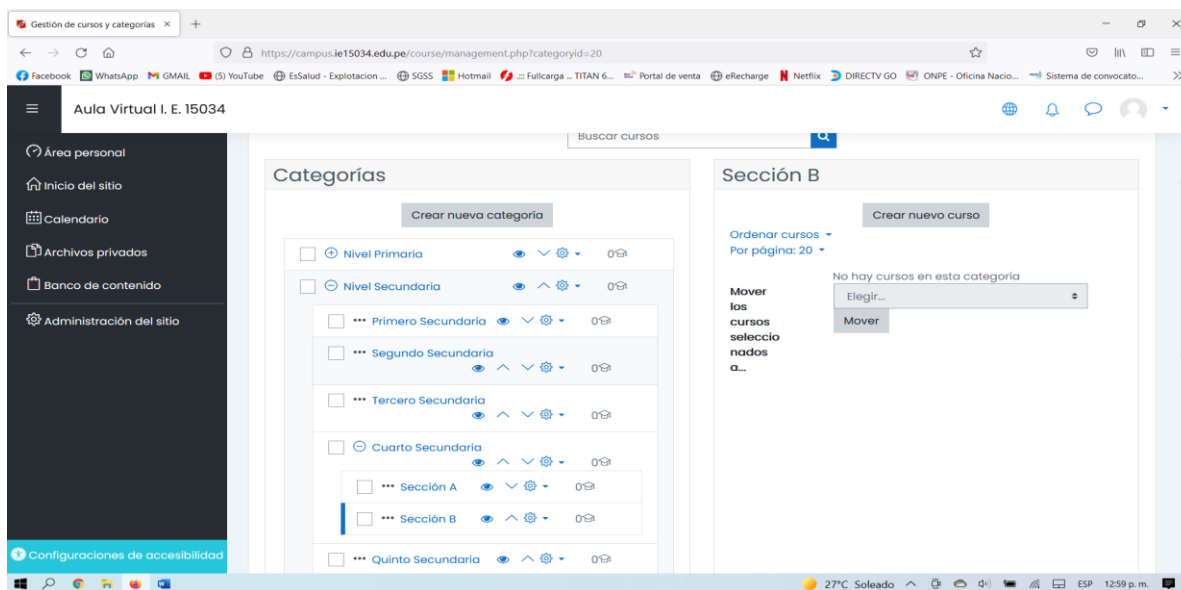 Gestión de cursos y categorías
https://campus.ie15034.edu.pe/course/management.php?categoryid=20
Facebook WhatsApp GMAIL (5) YouTube EsSalud - Explotacion ... SGSS Hotmail .::: Fullcarga ... TITAN 6... Portal de venta eRecharge Netflix DIRECTV GO ONPE - Oficina Nacio... Sistema de convocato...
Aula Virtual I. E. 15034
Buscar cursos
Área personal
Inicio del sitio
Calendario
Archivos privados
Banco de contenido
Administración del sitio
Configuraciones de accesibilidad
Categorías
Crear nueva categoría
Nivel Primaria 0
Nivel Secundaria 0
Primero Secundaria 0
Segundo Secundaria
0
Tercero Secundaria
0
Cuarto Secundaria
0
Sección A 0
Sección B 0
Quinto Secundaria 0
Sección B
Crear nuevo curso
Ordenar cursos
Por página: 20
No hay cursos en esta categoría
Mover
los
cursos
seleccio
nados
a...
Elegir...
Mover
27°C Soleado ESP 12:59 p. m.